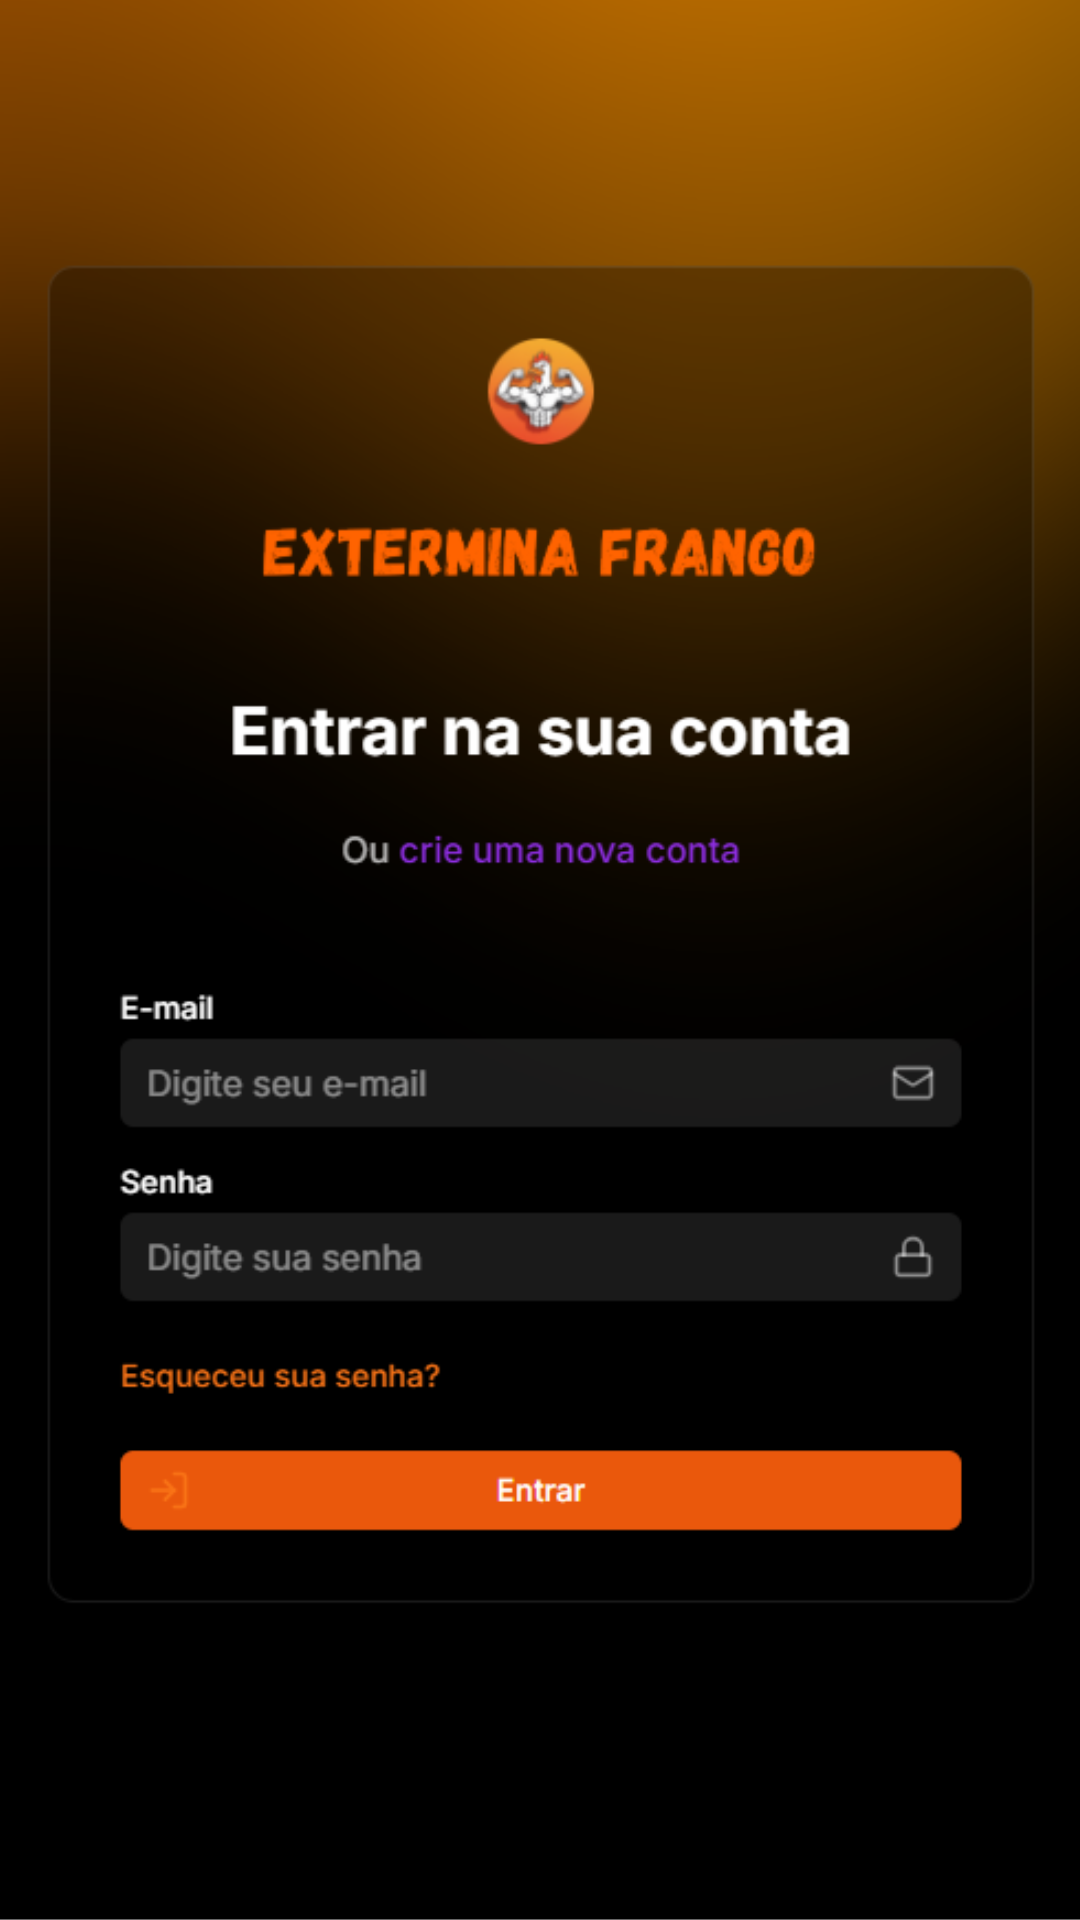 EXTERMINA FRANGO
Entrar na sua conta
Ou crie uma nova conta
E-mail
Digite seu e-mail
Senha
Digite sua senha
Esqueceu sua senha?
Entrar